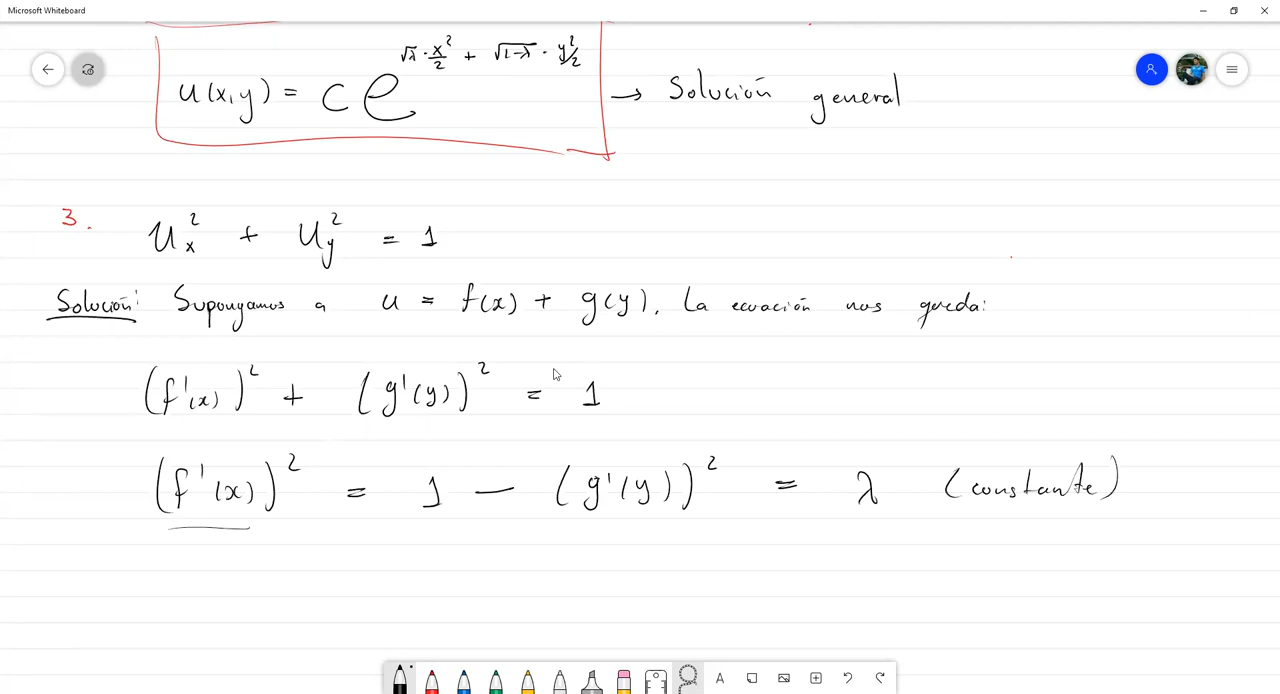 Microsoft Whiteboard
u(x,y) = C e^{√λ · x²/2 + √(1-λ) · y²/2} → Solución general
3. U_x² + U_y² = 1
Solución: Supongamos a u = f(x) + g(y). La ecuación nos queda:
(f'(x))² + (g'(y))² = 1
(f'(x))² = 1 − (g'(y))² = λ (constante)
A